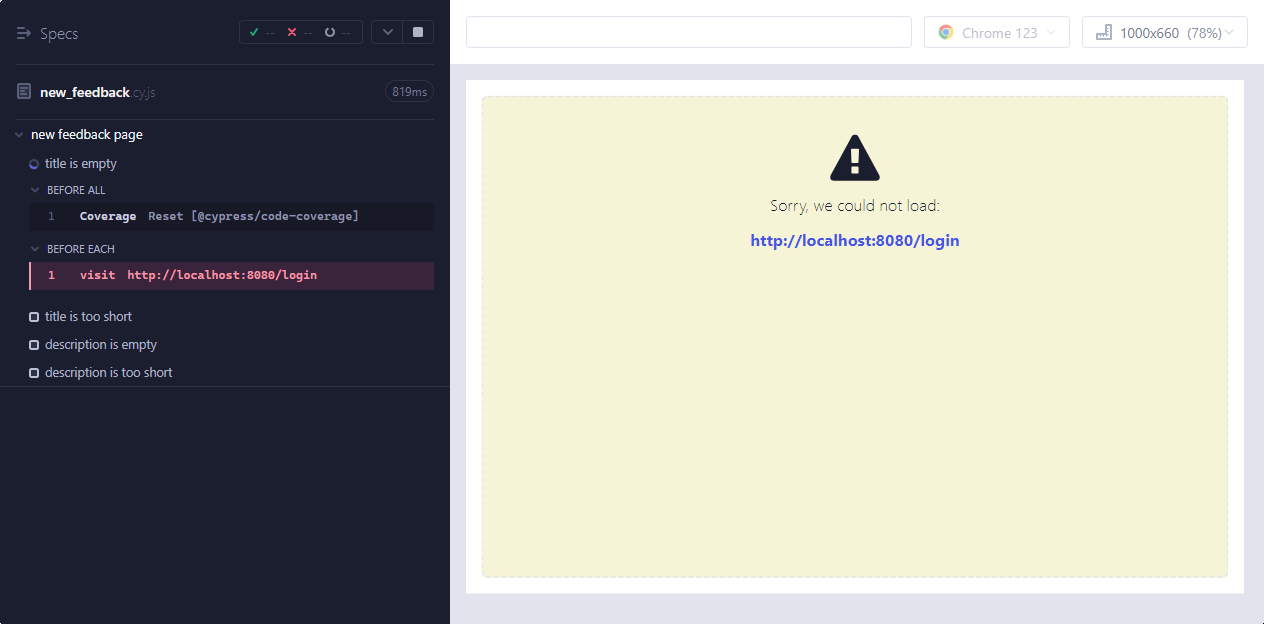 Specs
--
--
--
Chrome 123
1000x660 (78%)
new_feedback.cy.js
819ms
new feedback page
title is empty
BEFORE ALL
1 Coverage Reset [@cypress/code-coverage]
BEFORE EACH
1 visit http://localhost:8080/login
title is too short
description is empty
description is too short
Sorry, we could not load:
http://localhost:8080/login